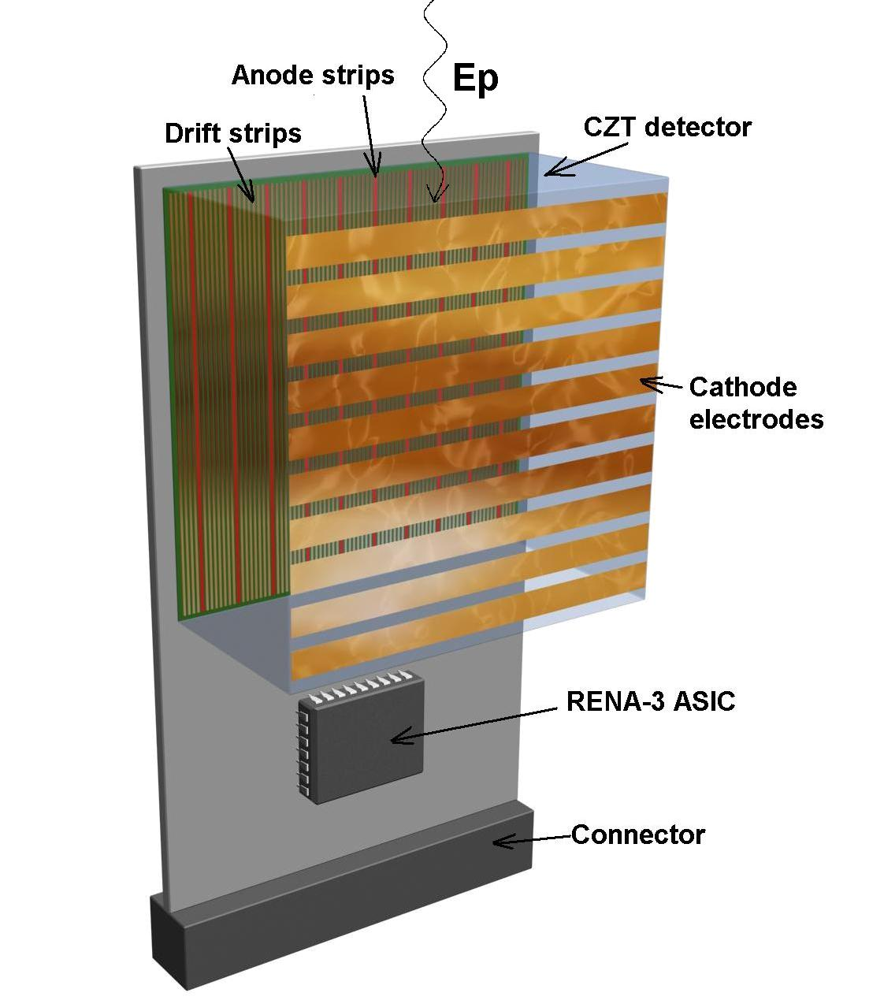 Ep
Anode strips
Drift strips
CZT detector
Cathode
electrodes
RENA-3 ASIC
Connector